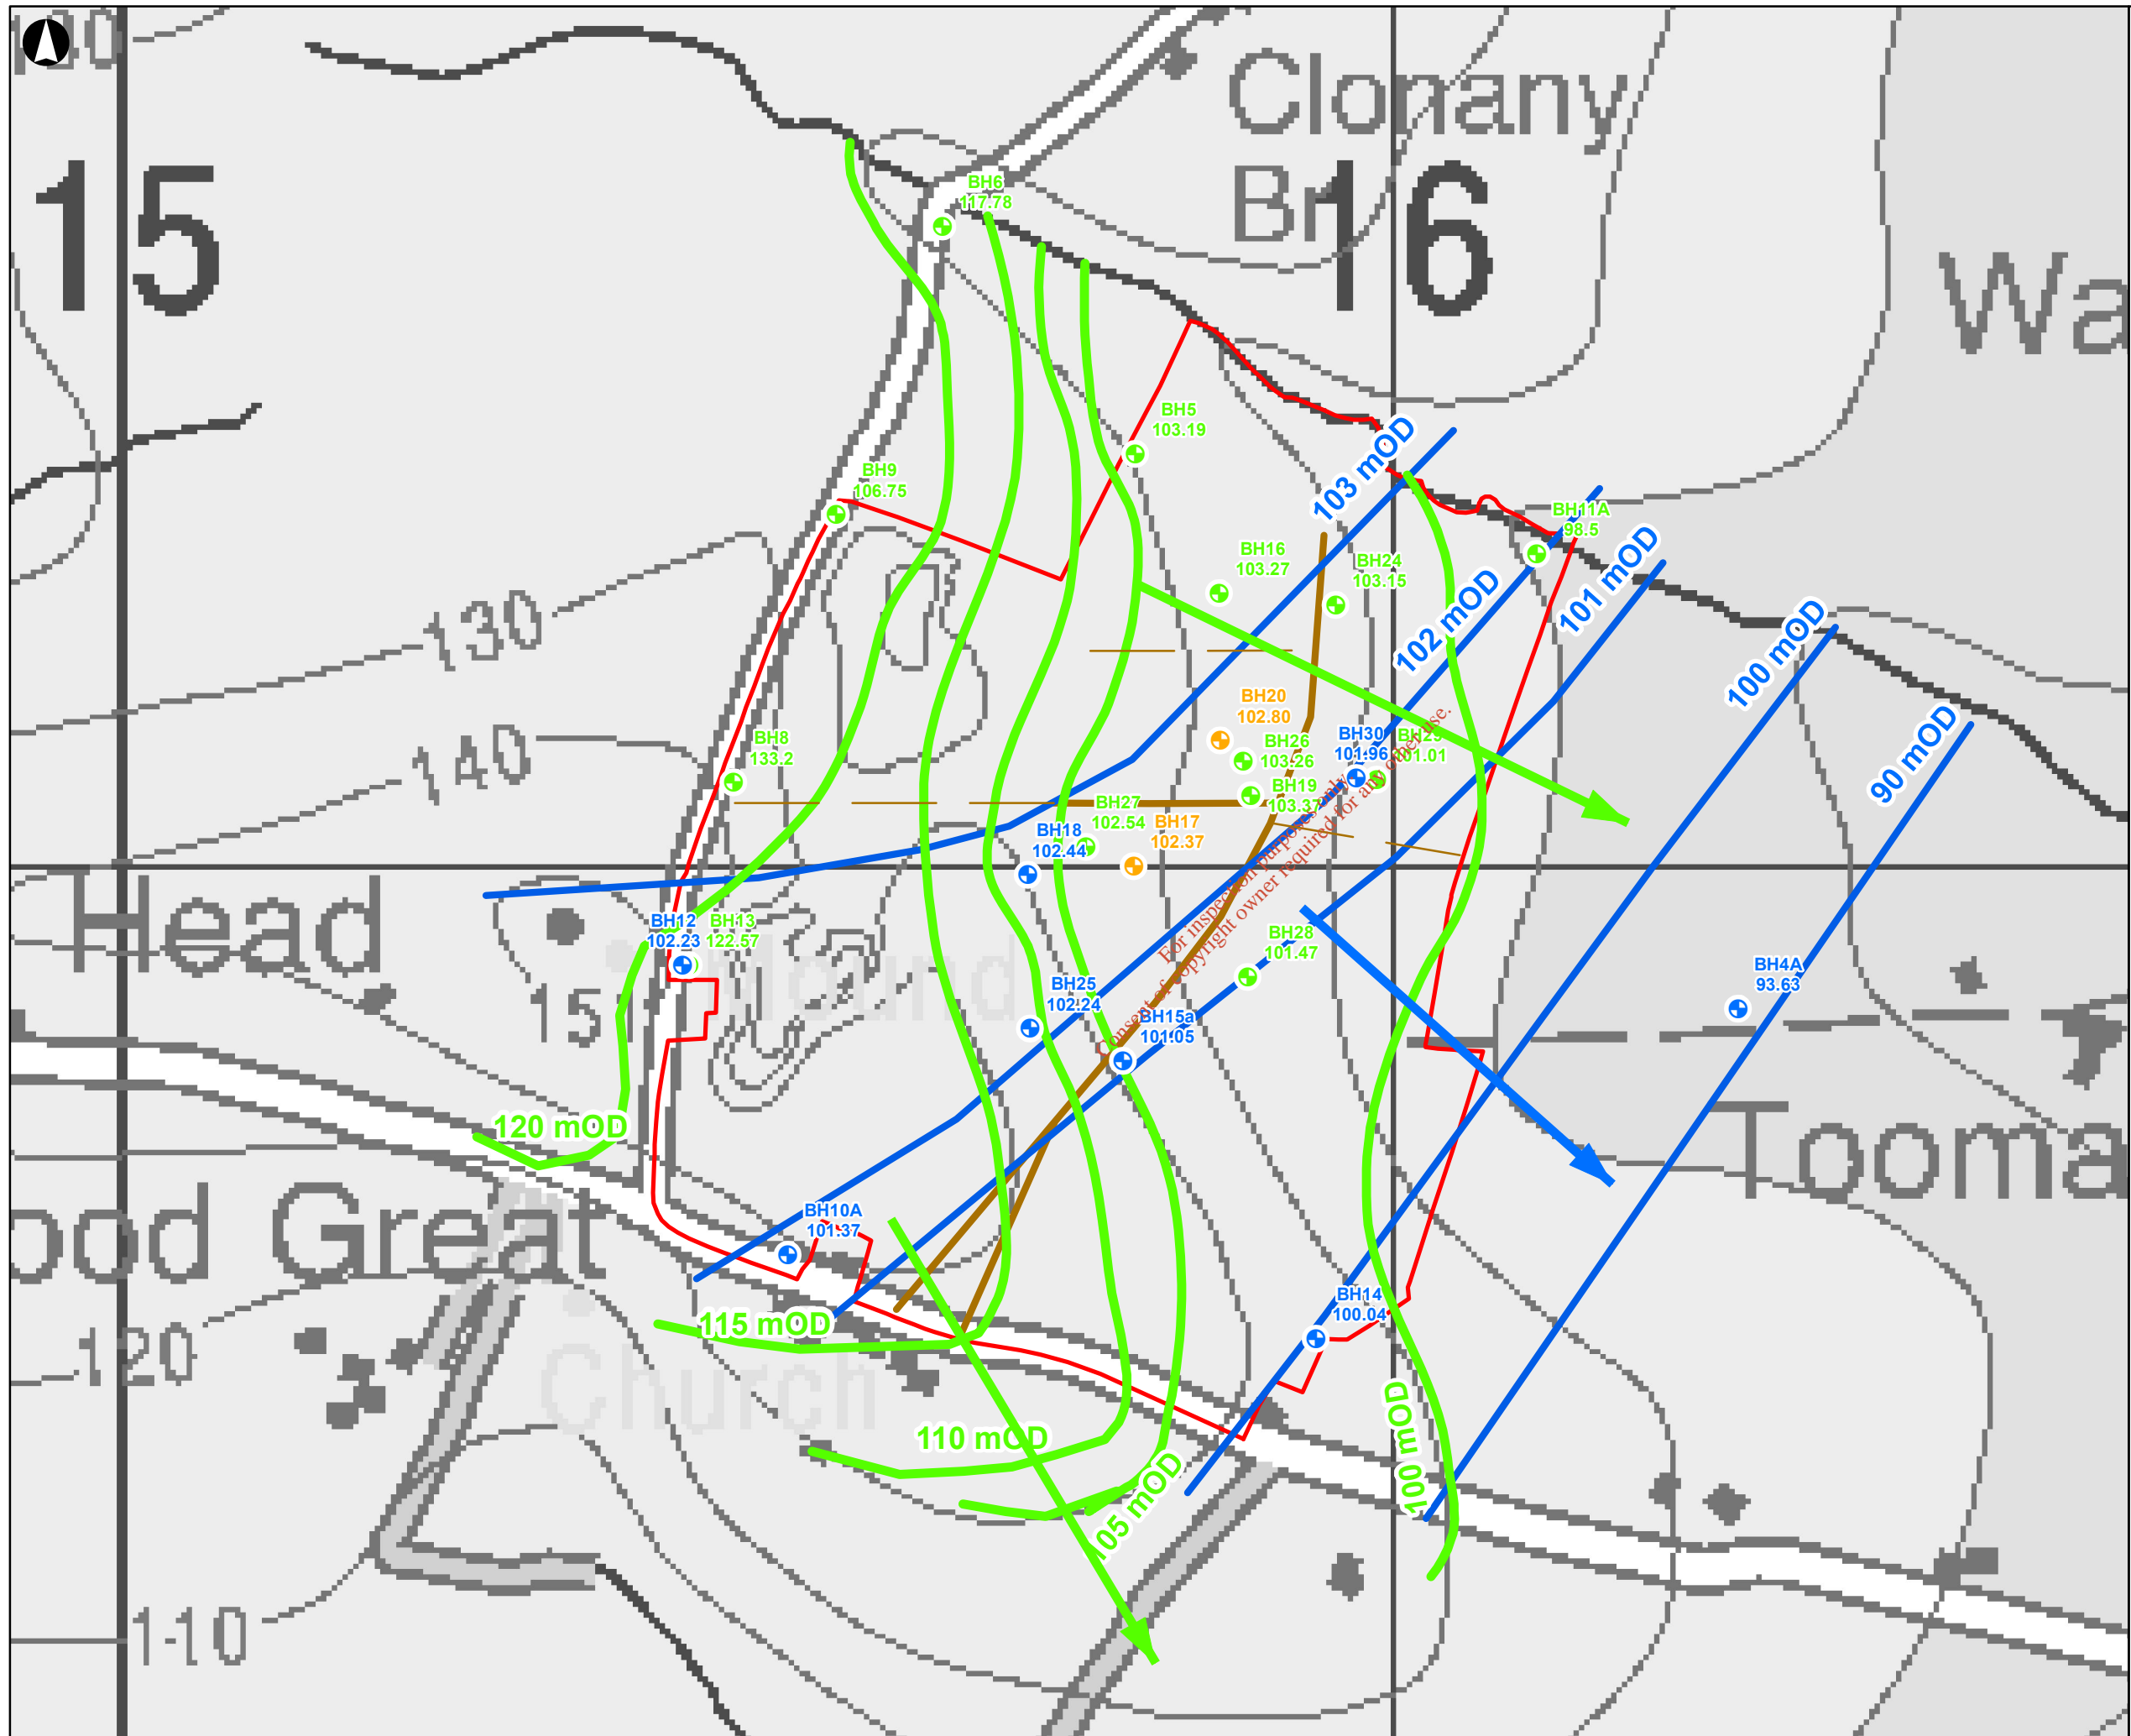 Clonany
Br
15
16
Wa
BH6
117.78
BH5
103.19
BH9
106.75
103 mOD
BH11A
98.5
BH16
103.27
BH24
103.15
102 mOD
101 mOD
100 mOD
90 mOD
130
140
BH20
102.80
BH8
133.2
BH26
103.26
BH30
101.96
101.01
BH19
103.37
BH27
102.54
BH17
102.37
BH18
102.44
For inspection purposes only.
Consent of copyright owner required for any other use.
Head
BH12
102.23
BH13
122.57
BH28
101.47
Mound
15
BH25
102.24
BH15a
101.05
BH4A
93.63
120 mOD
Tooma
ood Great
BH10A
101.37
BH14
100.04
115 mOD
120
Church
110 mOD
105 mOD
100 mOD
110